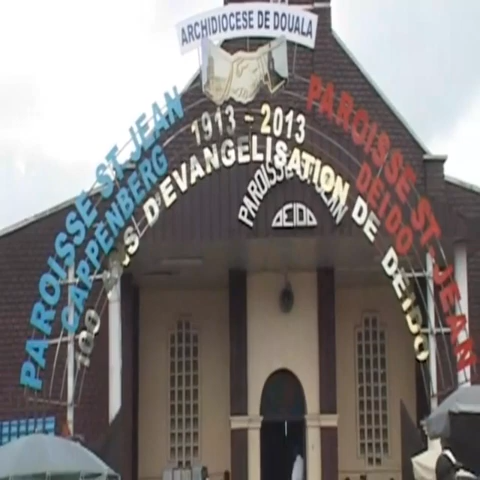 ARCHIDIOCESE DE DOUALA
PAROISSE ST JEAN
CARPENBERG
PAROISSE ST JEAN
DEIDO
1913 - 2013
100 ANS D'EVANGELISATION DE DEÏDO
PAROISSE ST JEAN
DEIDO